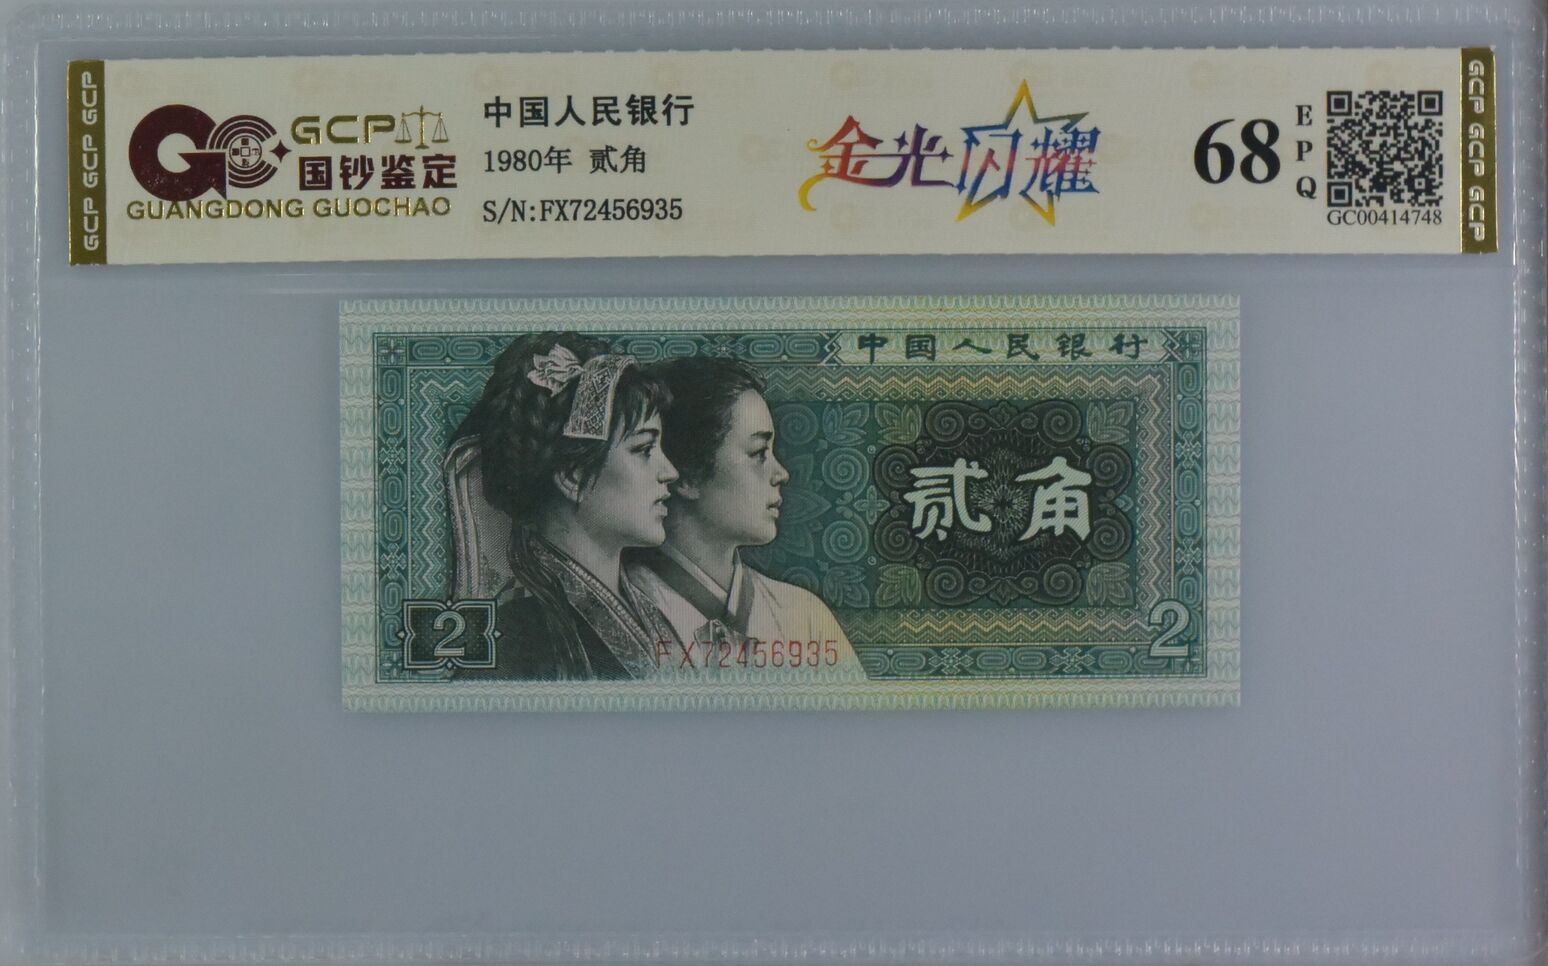 GCP GCP GCP
GCP
国钞鉴定
GUANGDONG GUOCHAO
中国人民银行
1980年 贰角
S/N:FX72456935
金光闪耀
68
EPQ
GC00414748
GCP GCP GCP
中国人民银行
贰角
2
FX72456935
2